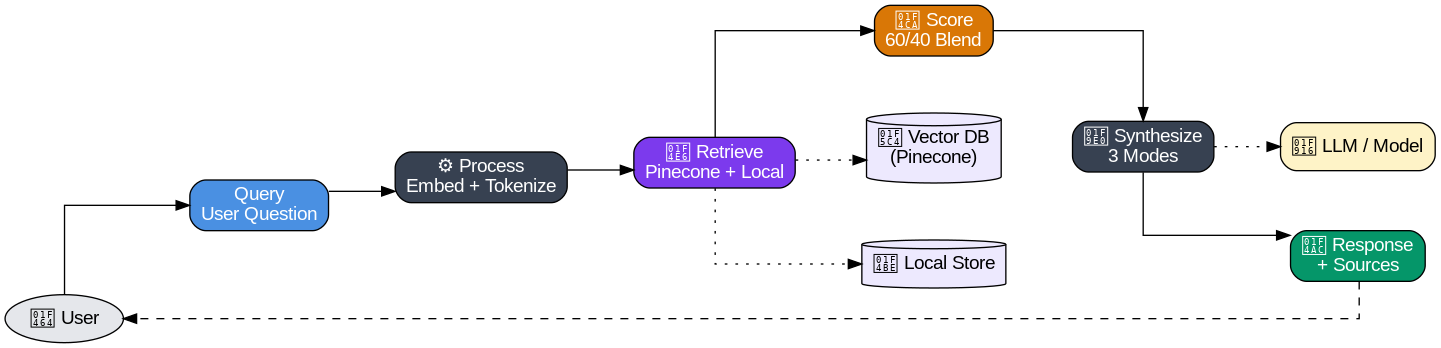 User
Query
User Question
⚙ Process
Embed + Tokenize
Retrieve
Pinecone + Local
Score
60/40 Blend
Vector DB
(Pinecone)
Local Store
Synthesize
3 Modes
LLM / Model
Response
+ Sources